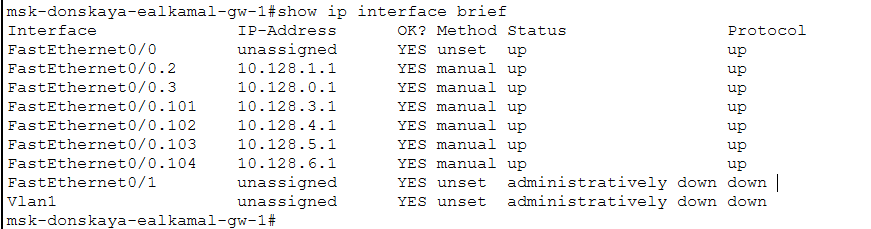 msk-donskaya-ealkamal-gw-1#show ip interface brief
Interface              IP-Address      OK? Method Status                Protocol
FastEthernet0/0        unassigned      YES unset  up                    up
FastEthernet0/0.2      10.128.1.1      YES manual up                    up
FastEthernet0/0.3      10.128.0.1      YES manual up                    up
FastEthernet0/0.101    10.128.3.1      YES manual up                    up
FastEthernet0/0.102    10.128.4.1      YES manual up                    up
FastEthernet0/0.103    10.128.5.1      YES manual up                    up
FastEthernet0/0.104    10.128.6.1      YES manual up                    up
FastEthernet0/1        unassigned      YES unset  administratively down down
Vlan1                  unassigned      YES unset  administratively down down
msk-donskaya-ealkamal-gw-1#